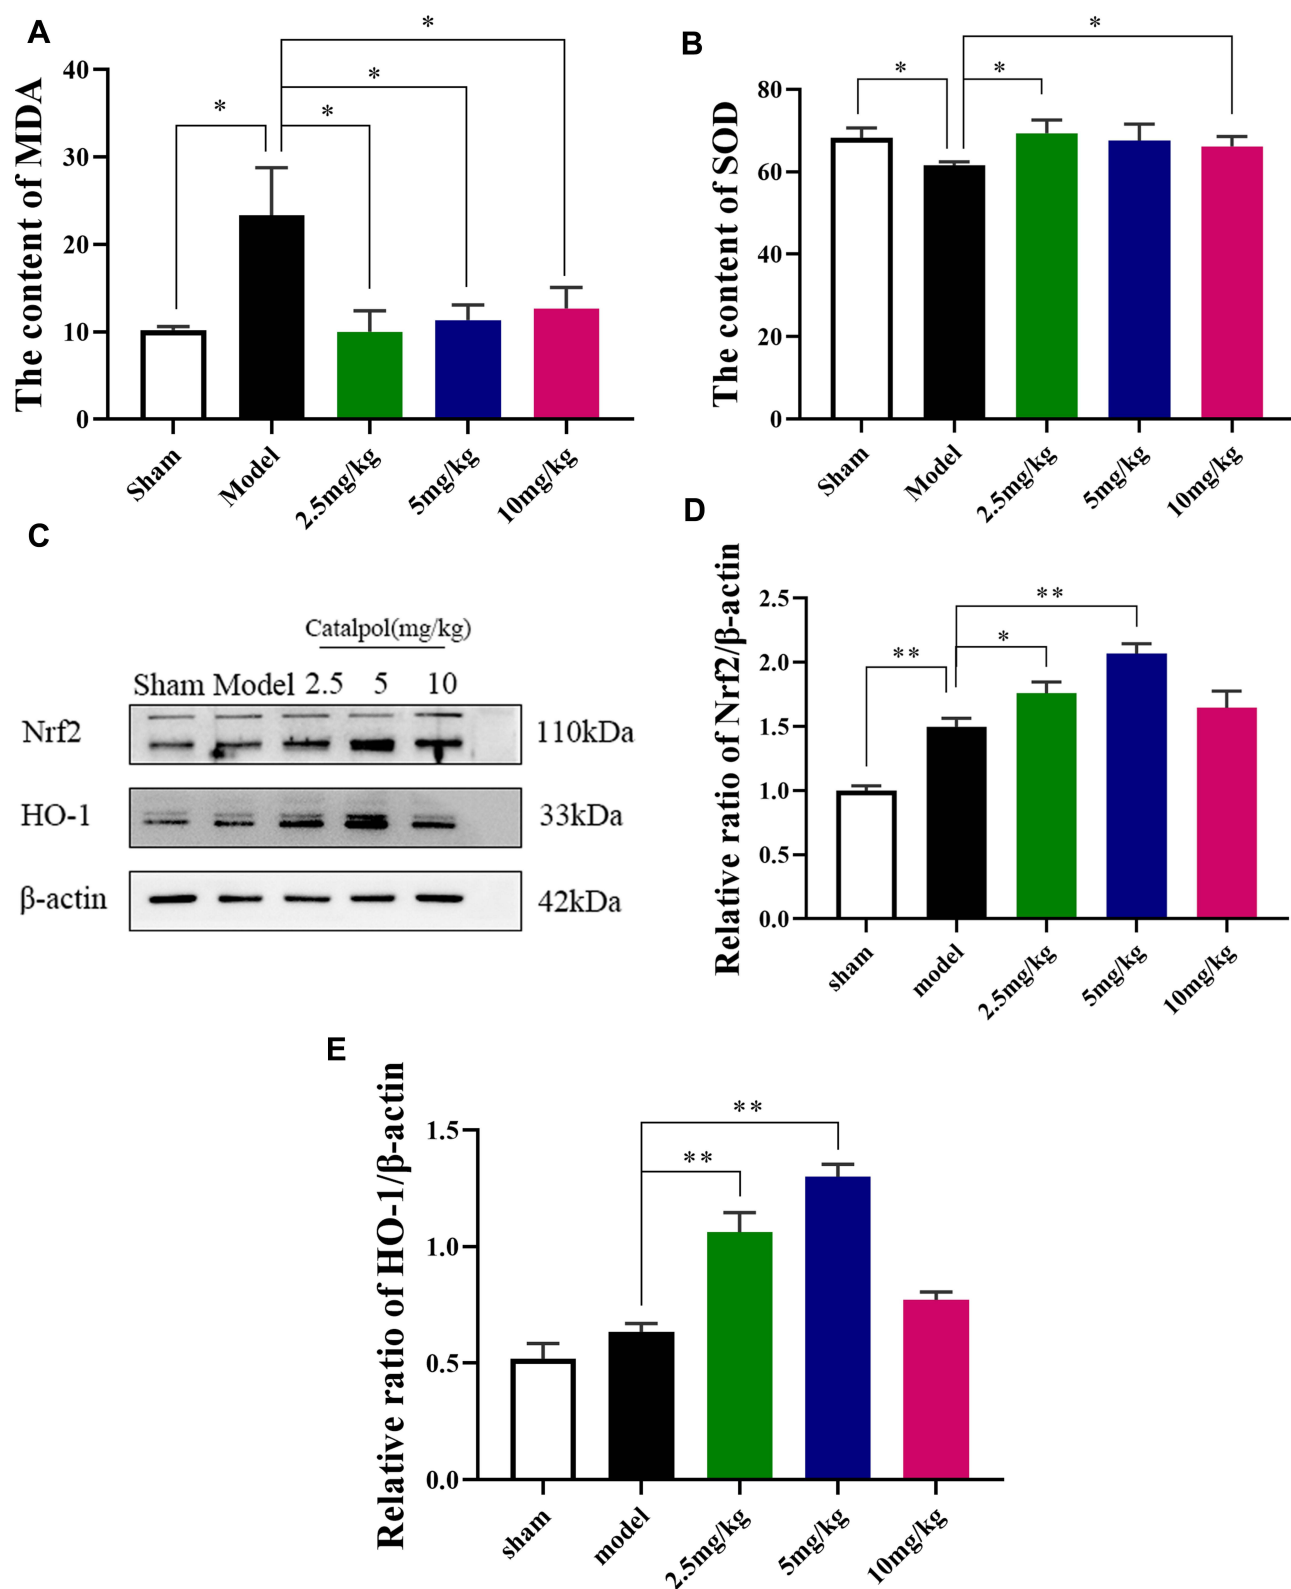 A
The content of MDA
40
30
20
10
0
*
*
*
*
Sham
Model
2.5mg/kg
5mg/kg
10mg/kg
B
The content of SOD
80
60
40
20
0
*
*
*
Sham
Model
2.5mg/kg
5mg/kg
10mg/kg
C
Catalpol(mg/kg)
Sham Model 2.5 5 10
Nrf2 110kDa
HO-1 33kDa
β-actin 42kDa
D
Relative ratio of Nrf2/β-actin
2.5
2.0
1.5
1.0
0.5
0.0
**
*
**
sham
model
2.5mg/kg
5mg/kg
10mg/kg
E
Relative ratio of HO-1/β-actin
1.5
1.0
0.5
0.0
**
**
sham
model
2.5mg/kg
5mg/kg
10mg/kg